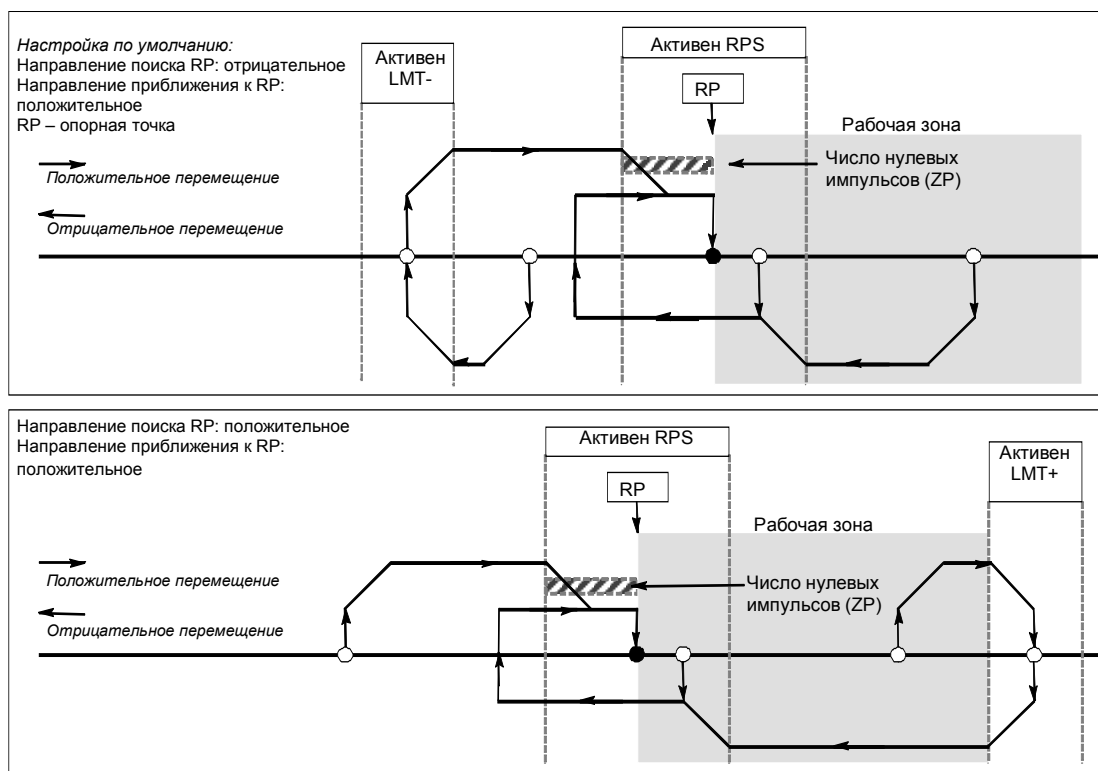 Настройка по умолчанию:
Направление поиска RP: отрицательное
Направление приближения к RP:
положительное
RP – опорная точка
Положительное перемещение
Отрицательное перемещение
Активен
LMT-
Активен RPS
RP
Рабочая зона
Число нулевых
импульсов (ZP)
Направление поиска RP: положительное
Направление приближения к RP:
положительное
Положительное перемещение
Отрицательное перемещение
Активен RPS
RP
Рабочая зона
Число нулевых
импульсов (ZP)
Активен
LMT+